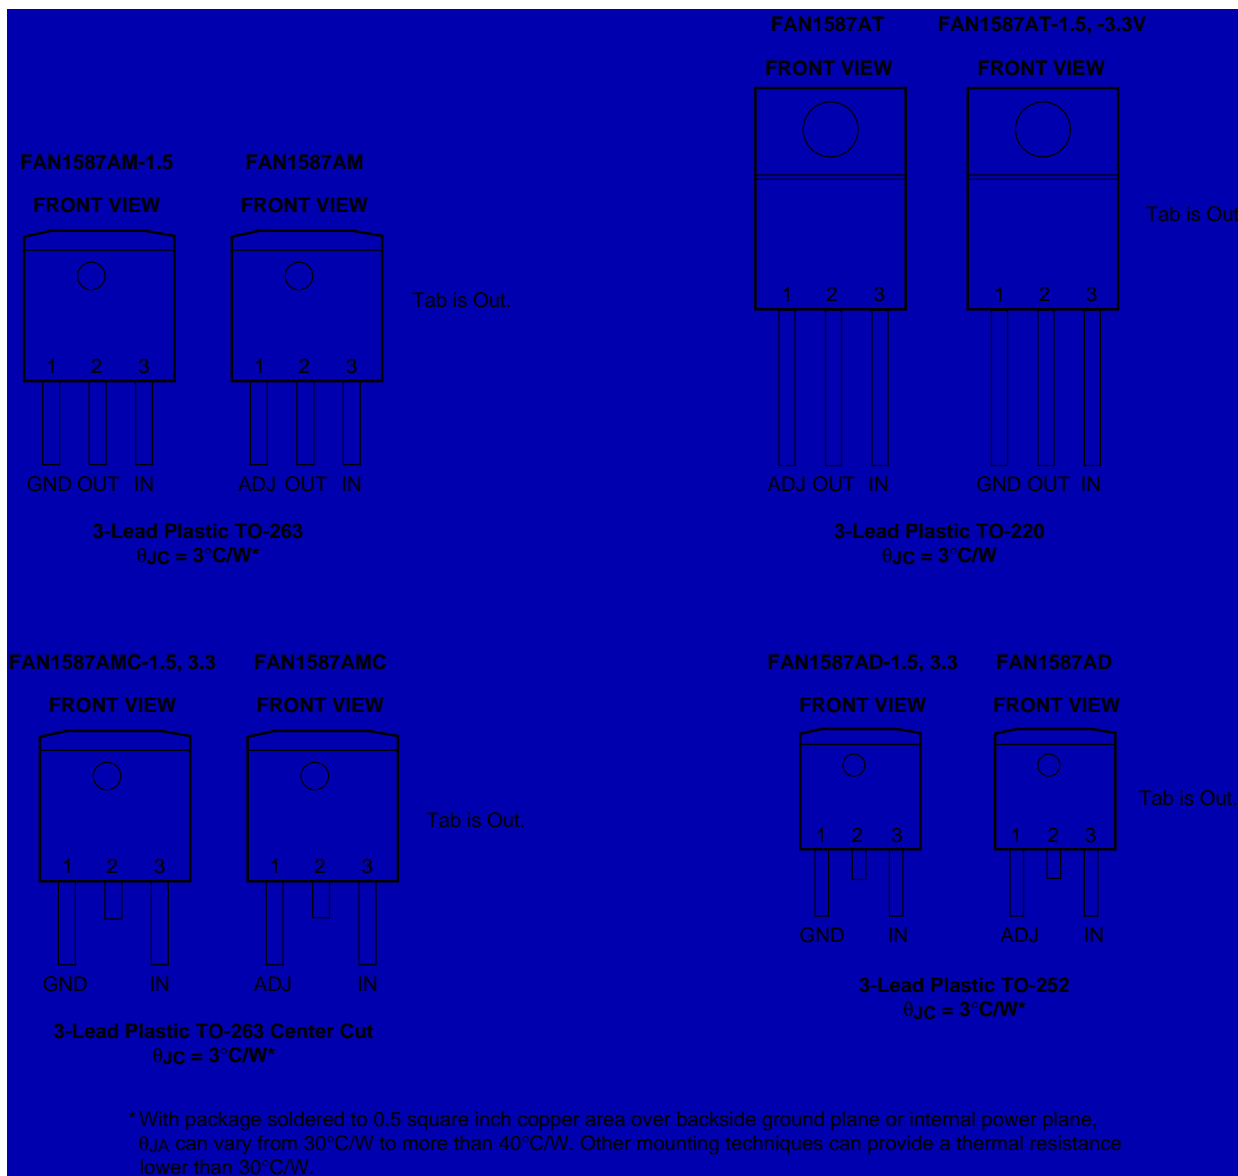 FAN1587AT FAN1587AT-1.5, -3.3V
FRONT VIEW FRONT VIEW
FAN1587AM-1.5 FAN1587AM
FRONT VIEW FRONT VIEW
Tab is Out
Tab is Out.
1 2 3 1 2 3
1 2 3 1 2 3
GND OUT IN ADJ OUT IN
ADJ OUT IN GND OUT IN
3-Lead Plastic TO-263
θJC = 3°C/W*
3-Lead Plastic TO-220
θJC = 3°C/W
FAN1587AMC-1.5, 3.3 FAN1587AMC
FRONT VIEW FRONT VIEW
Tab is Out.
1 2 3 1 2 3
GND IN ADJ IN
3-Lead Plastic TO-263 Center Cut
θJC = 3°C/W*
FAN1587AD-1.5, 3.3 FAN1587AD
FRONT VIEW FRONT VIEW
Tab is Out.
1 2 3 1 2 3
GND IN ADJ IN
3-Lead Plastic TO-252
θJC = 3°C/W*
*With package soldered to 0.5 square inch copper area over backside ground plane or internal power plane,
θJA can vary from 30°C/W to more than 40°C/W. Other mounting techniques can provide a thermal resistance
lower than 30°C/W.